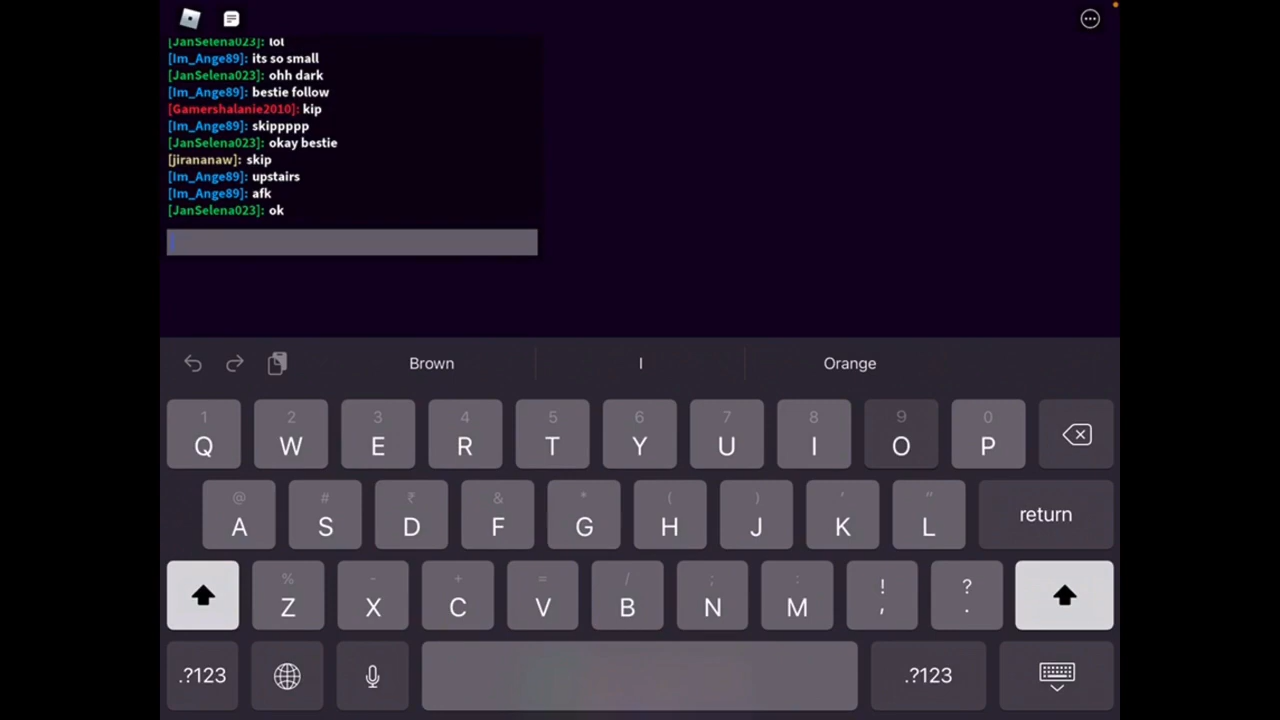 [JanSelena023]: lol
[Im_Ange89]: its so small
[JanSelena023]: ohh dark
[Im_Ange89]: bestie follow
[Gamershalanie2010]: kip
[Im_Ange89]: skippppp
[JanSelena023]: okay bestie
[jirananaw]: skip
[Im_Ange89]: upstairs
[Im_Ange89]: afk
[JanSelena023]: ok
Brown I Orange
1 2 3 4 5 6 7 8 9 0
Q W E R T Y U I O P
@ # ₹ & * ( ) ' "
A S D F G H J K L return
% - + = / ; : ! ?
Z X C V B N M , .
.?123 .?123